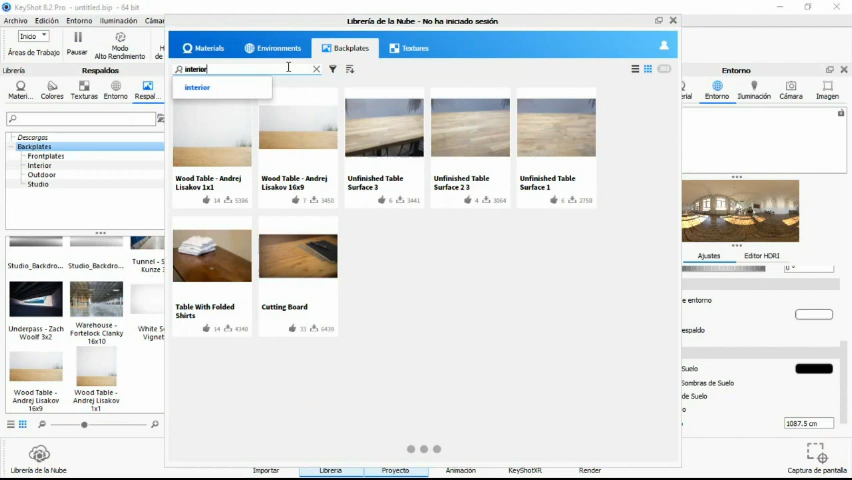 KeyShot 8.2 Pro - untitled.bip - 64 bit
Archivo Edición Entorno Iluminación Cámar
Inicio
Áreas de Trabajo
Pausar
Modo
Alto Rendimiento
Librería
Respaldos
Materi... Colores Texturas Entorno Respal...
Descargas
Backplates
Frontplates
Interior
Outdoor
Studio
Studio_Backdro... Studio_Backdro... Tunnel - S
Kunze 3
Underpass - Zach
Woolf 3x2
Warehouse -
Fortelock Clanky
16x10
White S
Vignet
Wood Table -
Andrej Lisakov
16x9
Wood Table -
Andrej Lisakov
1x1
Librería de la Nube
Librería de la Nube - No ha iniciado sesión
Materials Environments Backplates Textures
interior
interior
Wood Table - Andrej
Lisakov 1x1
14 5386
Wood Table - Andrej
Lisakov 16x9
7 3450
Unfinished Table
Surface 3
6 3441
Unfinished Table
Surface 2 3
4 3064
Unfinished Table
Surface 1
6 2758
Table With Folded
Shirts
14 4340
Cutting Board
33 6439
Importar Librería Proyecto Animación KeyShotXR Render
Entorno
ial Entorno Iluminación Cámara Imagen
Ajustes Editor HDRI
0 °
e entorno
espaldo
Suelo
Sombras de Suelo
de Suelo
1087.5 cm
Captura de pantalla